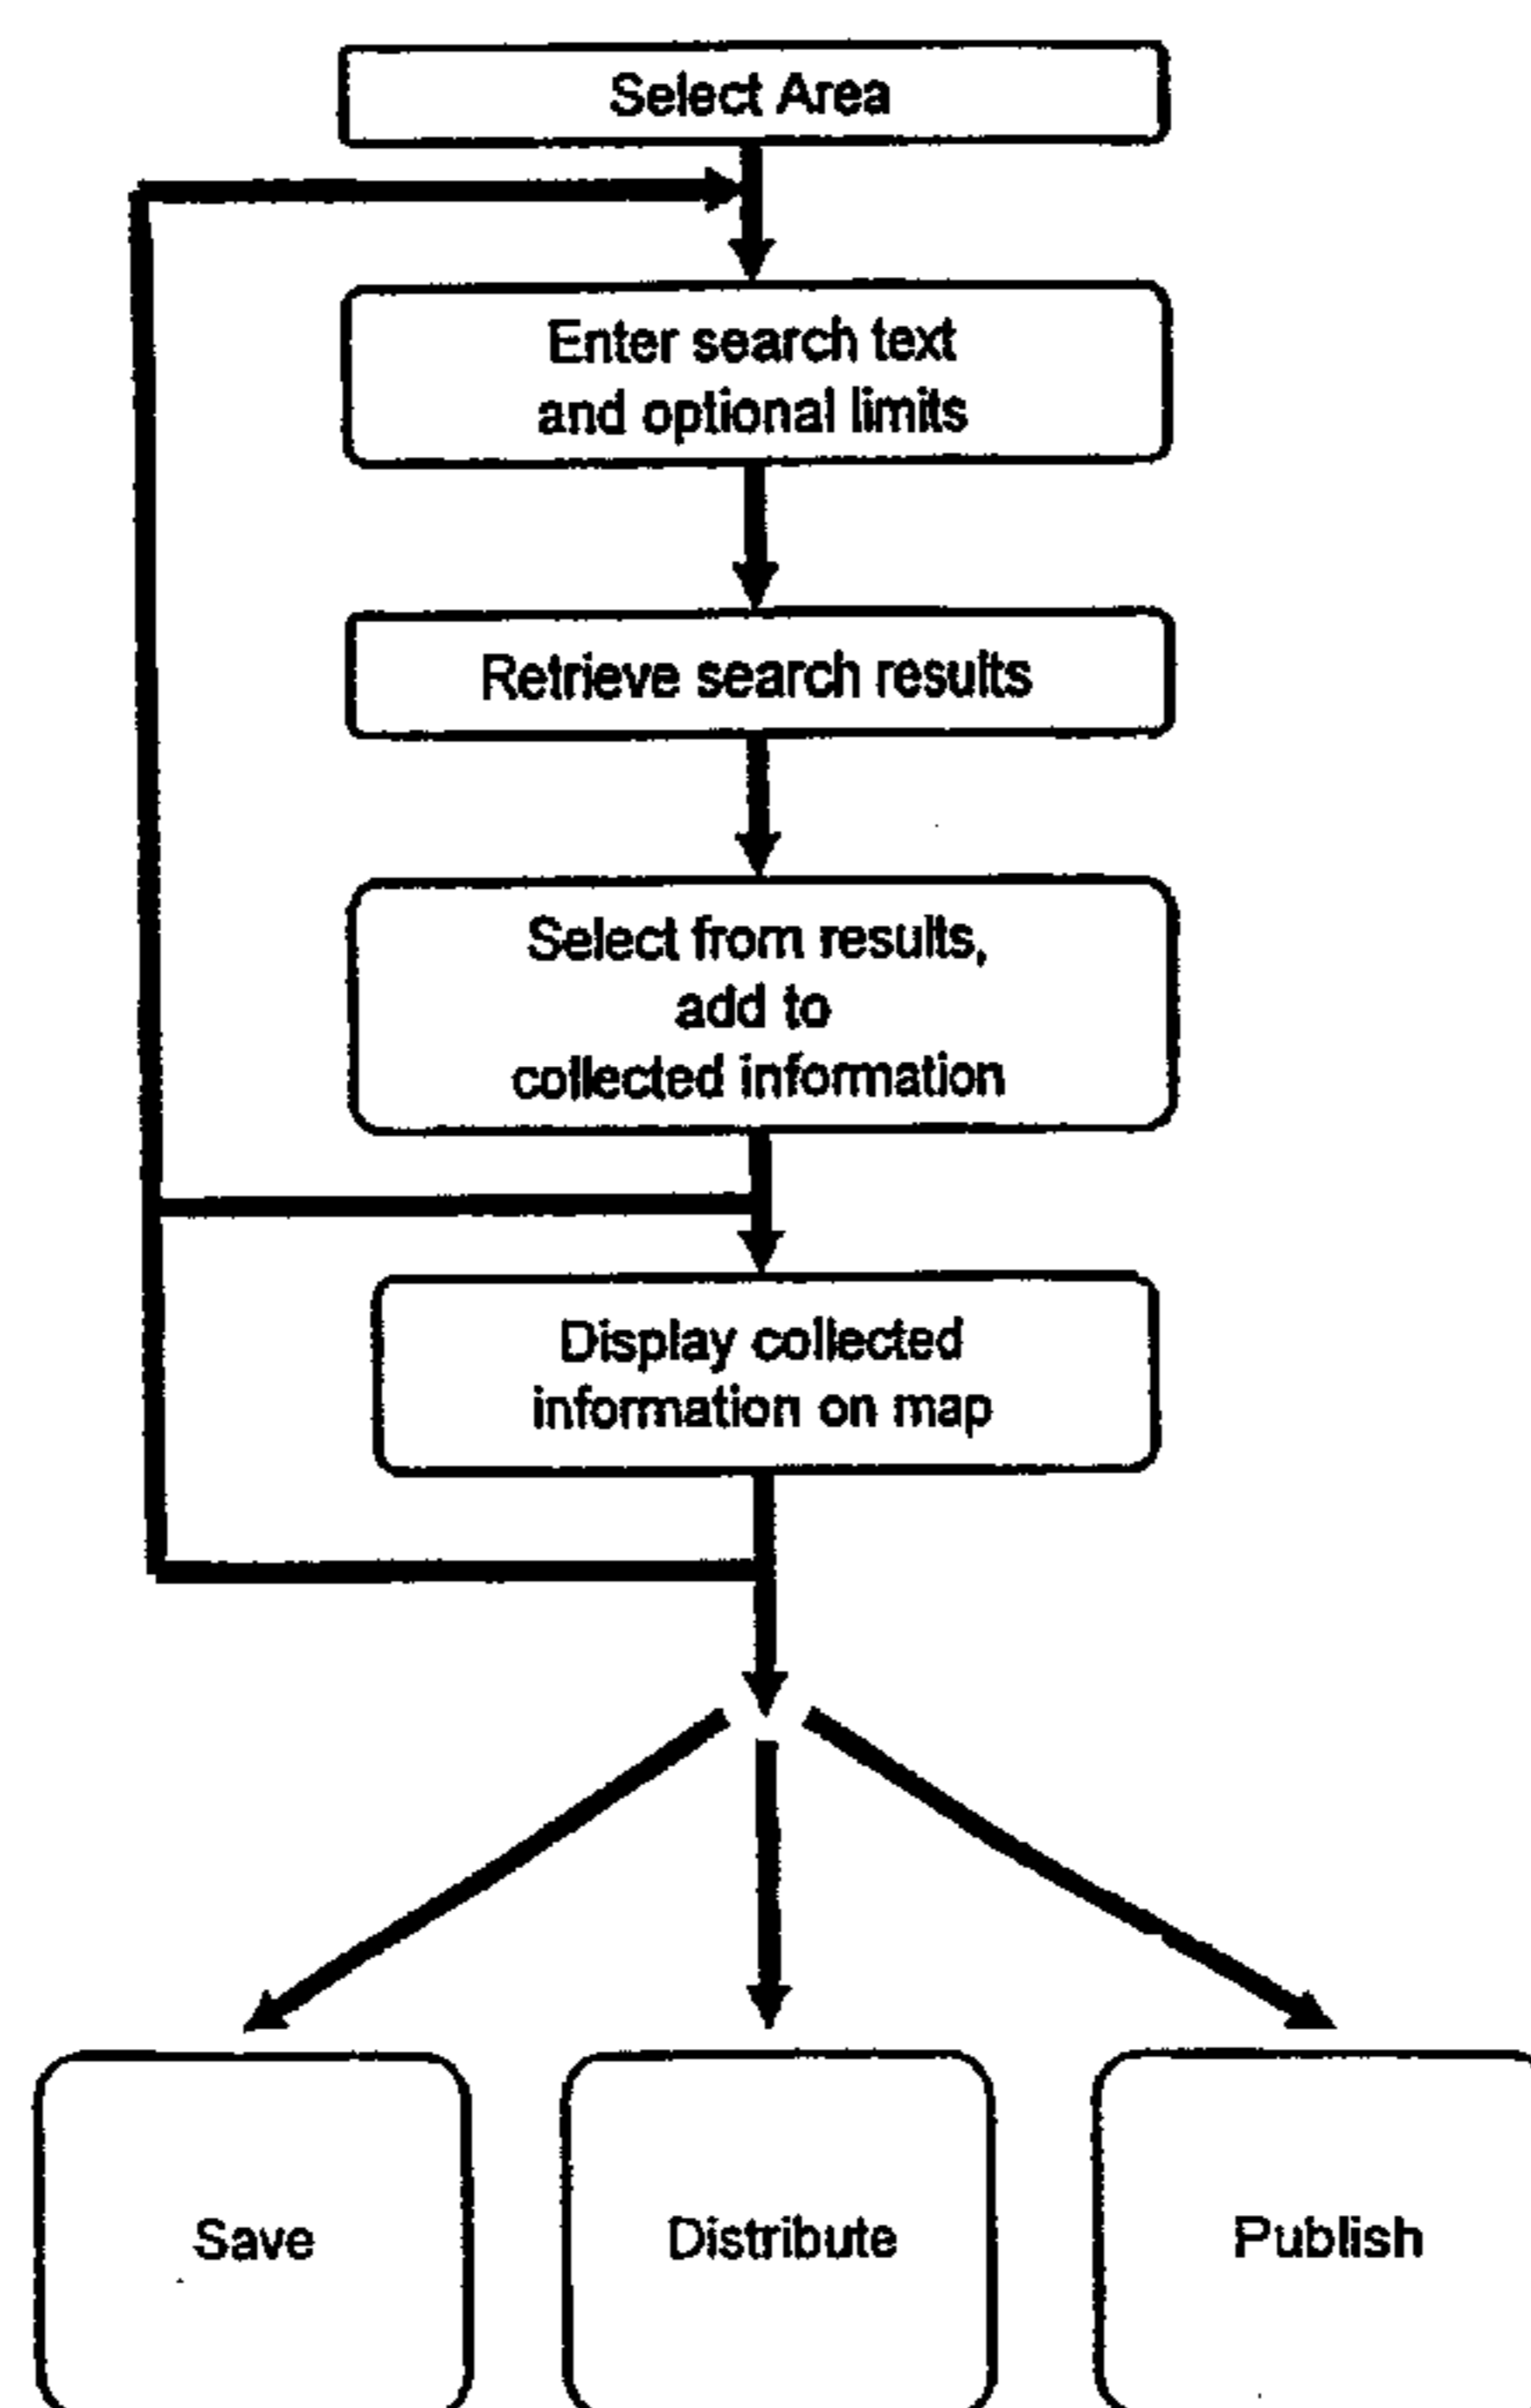 Select Area
Enter search text
and optional limits
Retrieve search results
Select from results,
add to
collected information
Display collected
information on map
Save
Distribute
Publish